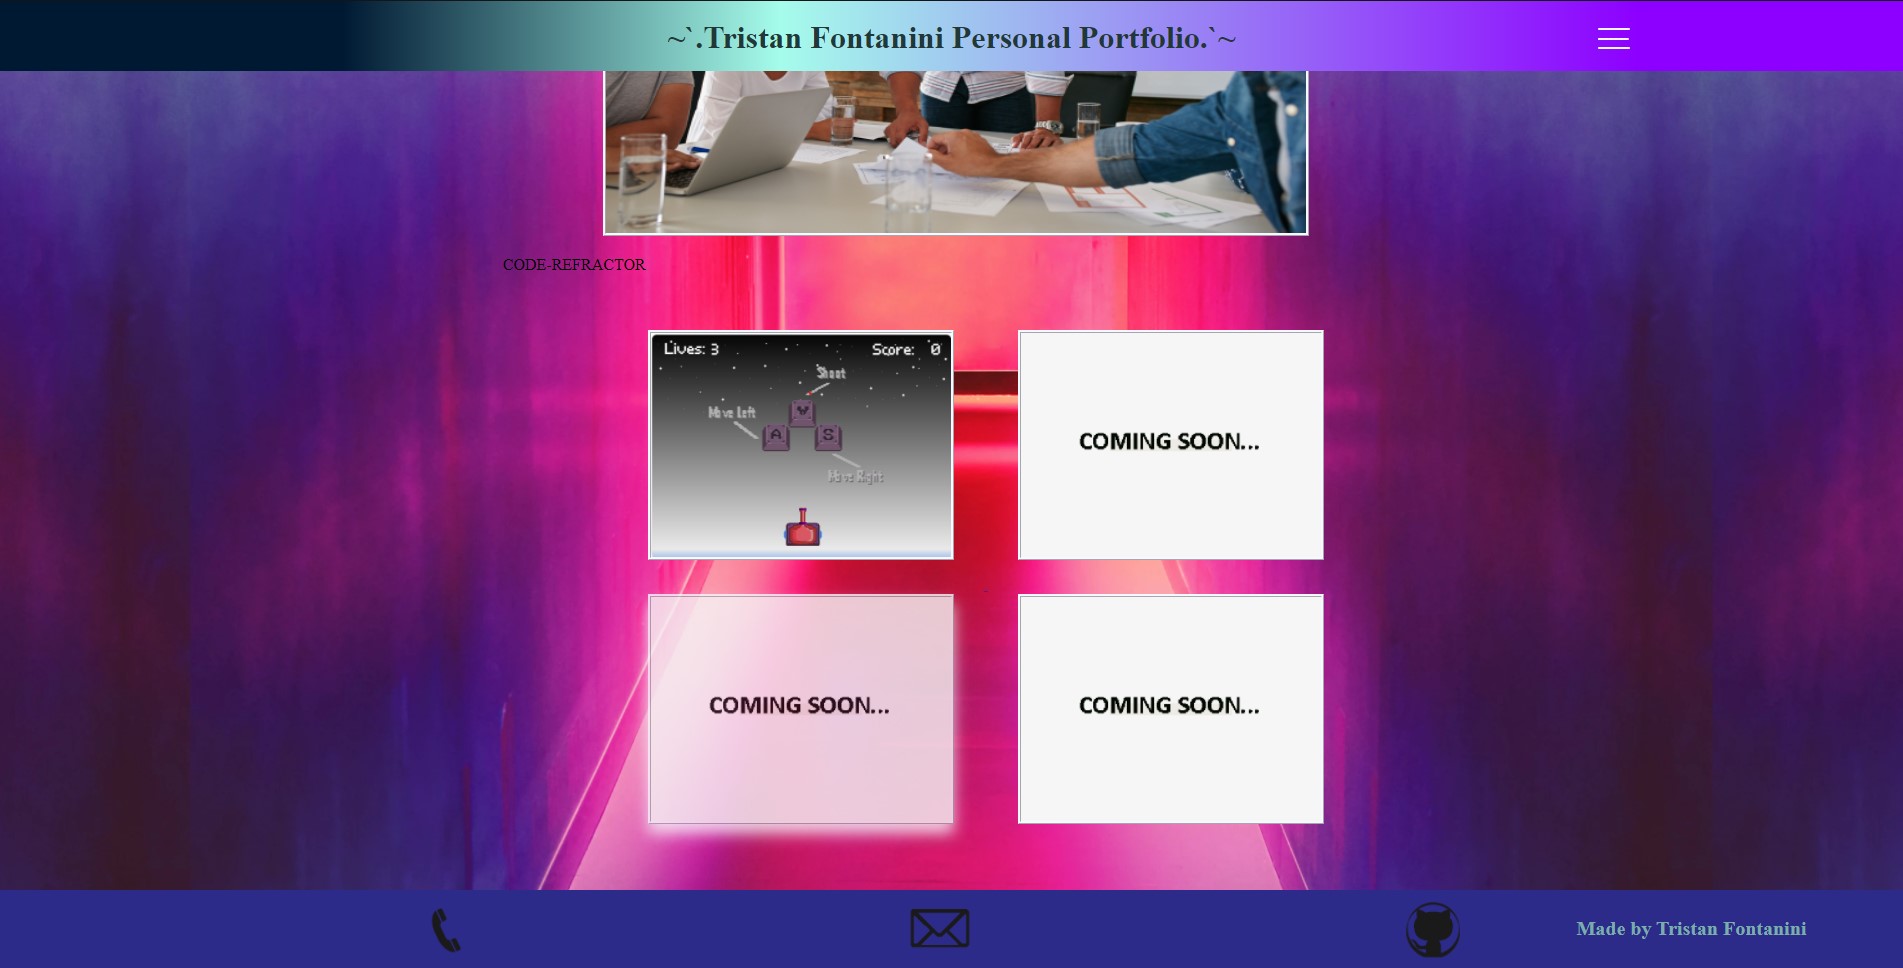 ~`.Tristan Fontanini Personal Portfolio.`~
CODE-REFRACTOR
Lives: 3 Score: 0
Shoot
Move Left
W
A S
Move Right
COMING SOON...
COMING SOON...
COMING SOON...
Made by Tristan Fontanini